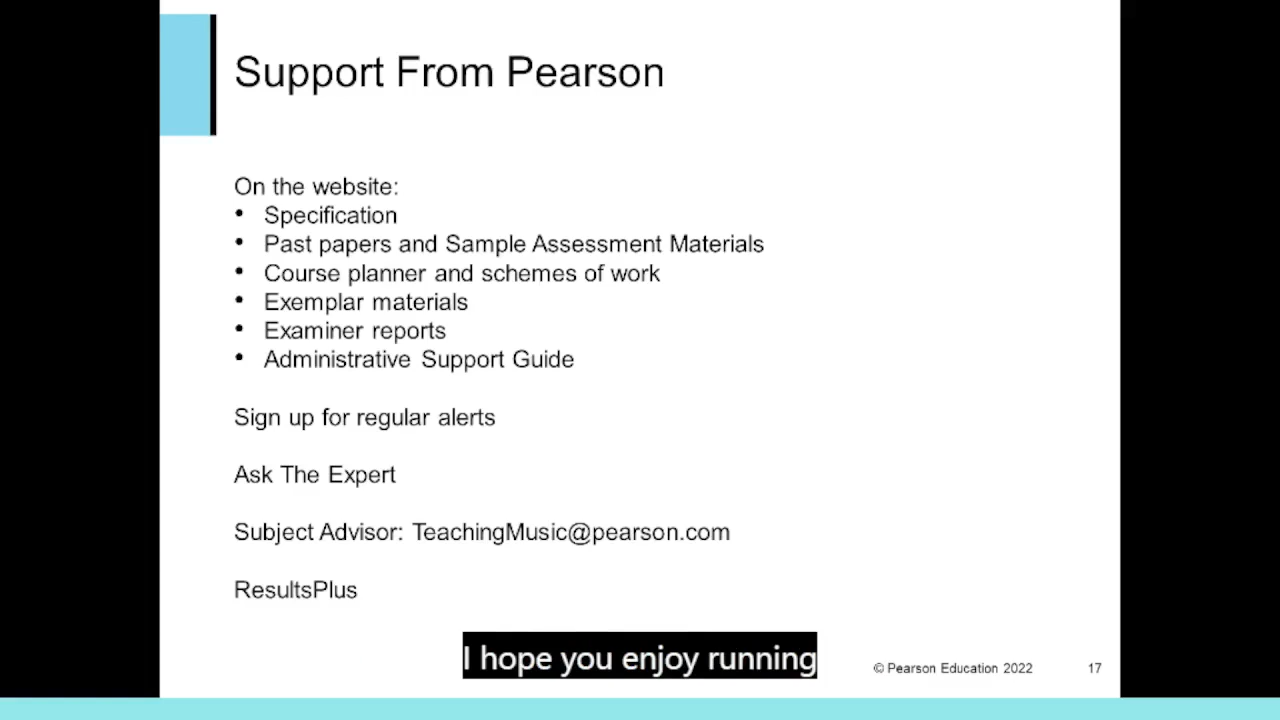 Support From Pearson
On the website:
• Specification
• Past papers and Sample Assessment Materials
• Course planner and schemes of work
• Exemplar materials
• Examiner reports
• Administrative Support Guide
Sign up for regular alerts
Ask The Expert
Subject Advisor: TeachingMusic@pearson.com
ResultsPlus
I hope you enjoy running
© Pearson Education 2022
17